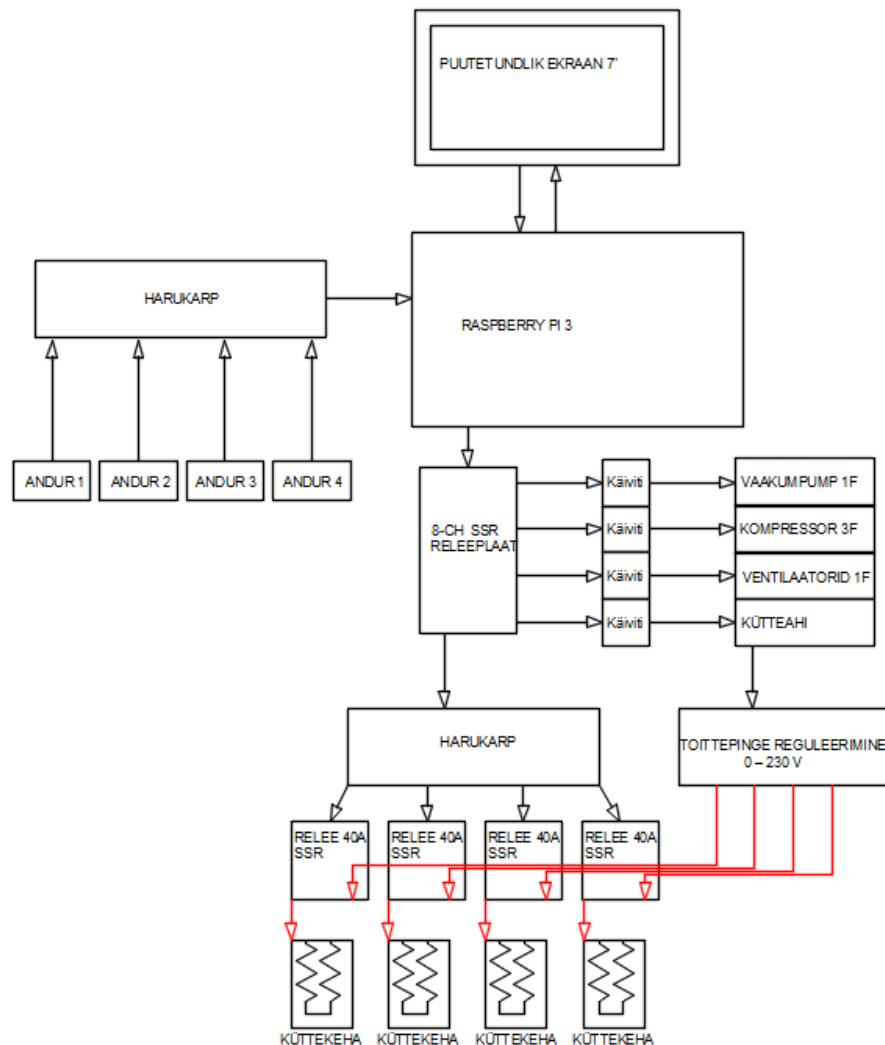 PUUTETUNDLIK EKRAAN 7'
HARUKARP
RASPBERRY PI 3
ANDUR 1
ANDUR 2
ANDUR 3
ANDUR 4
8-CH SSR
RELEEPLAAT
Käiviti
VAAKUMPUMP 1F
Käiviti
KOMPRESSOR 3F
Käiviti
VENTILAATORID 1F
Käiviti
KÜTTEAHI
HARUKARP
TOITTEPINGE REGULEERIMINE
0 – 230 V
RELEE 40A
SSR
RELEE 40A
SSR
RELEE 40A
SSR
RELEE 40A
SSR
KÜTTEKEHA
KÜTTEKEHA
KÜTTEKEHA
KÜTTEKEHA